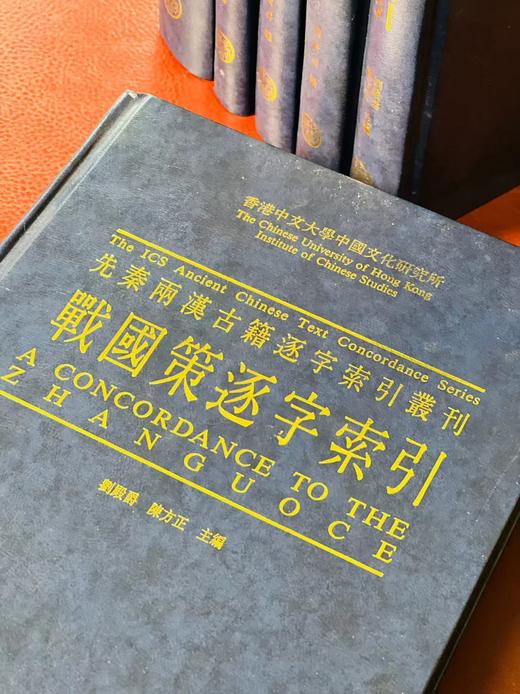 香港中文大學中國文化研究所
The Chinese University of Hong Kong
Institute of Chinese Studies
The ICS Ancient Chinese Text Concordance Series
先秦兩漢古籍逐字索引叢刊
戰國策逐字索引
A CONCORDANCE TO THE
ZHANGUOCE
劉殿爵 陳方正 主編